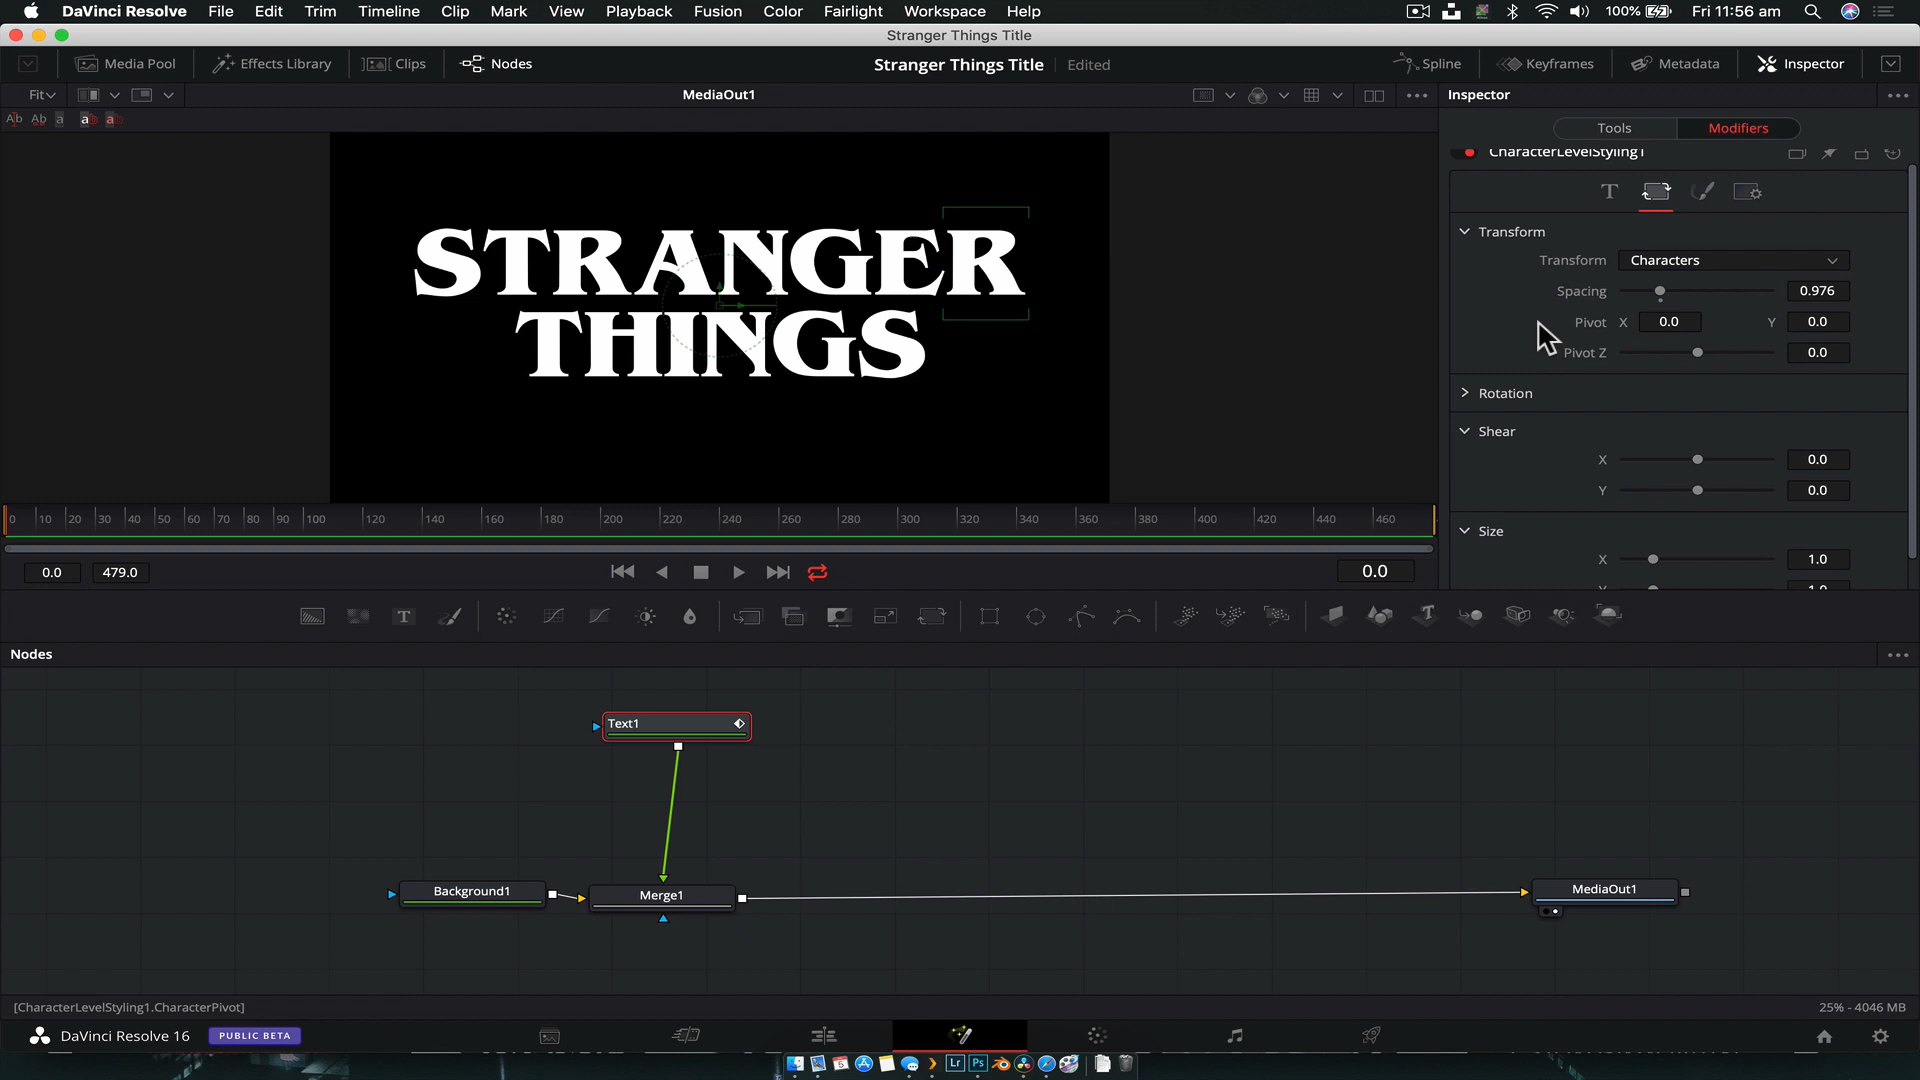 DaVinci Resolve File Edit Trim Timeline Clip Mark View Playback Fusion Color Fairlight Workspace Help 100% Fri 11:56 am
Stranger Things Title
Media Pool Effects Library Clips Nodes Stranger Things Title Edited Spline Keyframes Metadata Inspector
Fit MediaOut1 Inspector
Ab Ab a a a
Tools Modifiers
CharacterLevelStyling1
T
Transform
Transform Characters
Spacing 0.976
Pivot X 0.0 Y 0.0
Pivot Z 0.0
Rotation
Shear
X 0.0
Y 0.0
Size
X 1.0
STRANGER
THINGS
0 10 20 30 40 50 60 70 80 90 100 120 140 160 180 200 220 240 260 280 300 320 340 360 380 400 420 440 460
0.0 479.0 0.0
T T
Nodes
Text1
Background1 Merge1 MediaOut1
[CharacterLevelStyling1.CharacterPivot] 25% - 4046 MB
DaVinci Resolve 16 PUBLIC BETA
5 Lr Ps